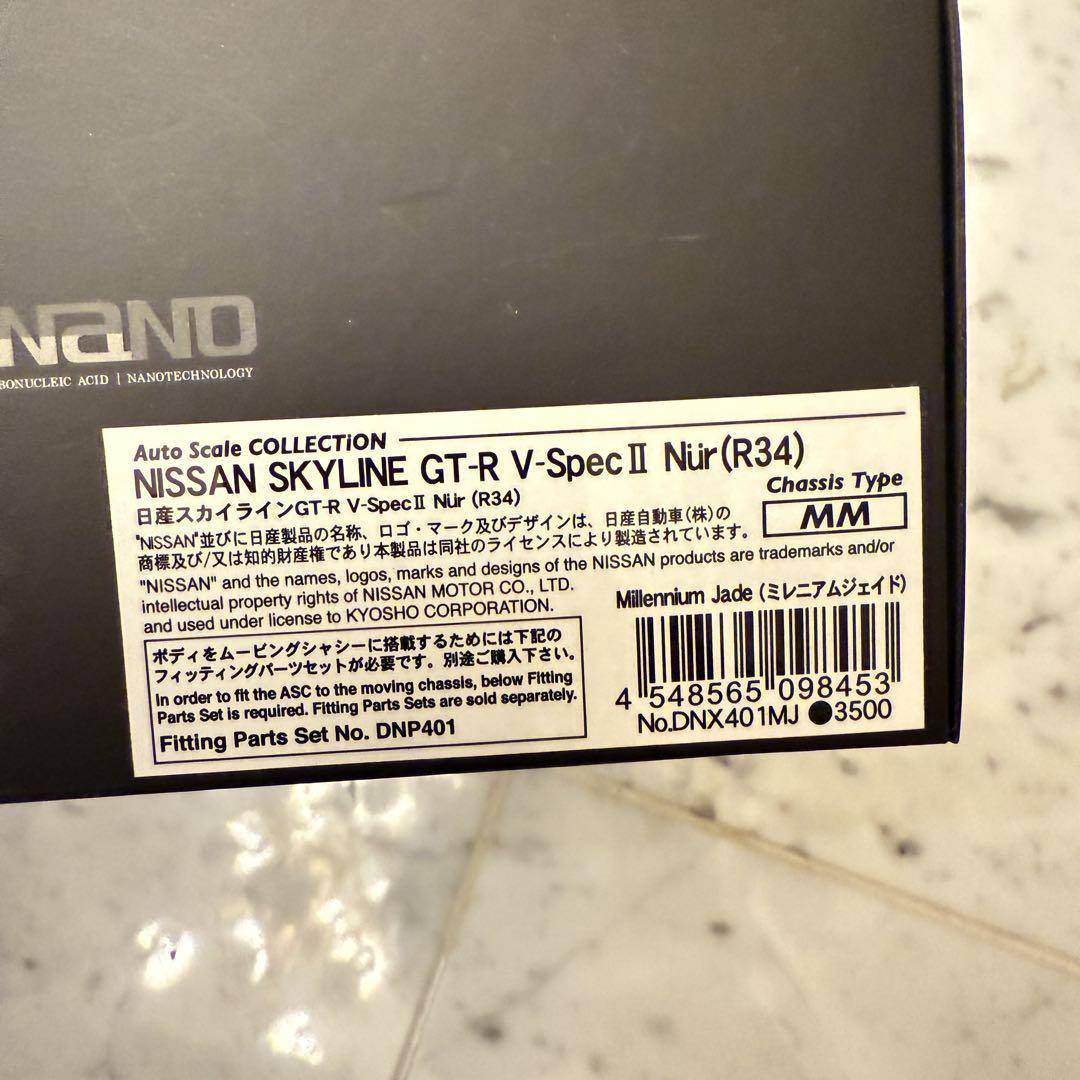 NaNO
BONUCLEIC ACID | NANOTECHNOLOGY
Auto Scale COLLECTiON
NISSAN SKYLINE GT-R V-SpecⅡ Nür(R34)
日産スカイラインGT-R V-SpecⅡ Nür (R34)
Chassis Type
MM
"NISSAN"並びに日産製品の名称、ロゴ・マーク及びデザインは、日産自動車(株)の
商標及び/又は知的財産権であり本製品は同社のライセンスにより製造されています。
"NISSAN" and the names, logos, marks and designs of the NISSAN products are trademarks and/or
intellectual property rights of NISSAN MOTOR CO., LTD.
and used under license to KYOSHO CORPORATION.
Millennium Jade (ミレニアムジェイド)
ボディをムービングシャシーに搭載するためには下記の
フィッティングパーツセットが必要です。別途ご購入下さい。
In order to fit the ASC to the moving chassis, below Fitting
Parts Set is required. Fitting Parts Sets are sold separately.
Fitting Parts Set No. DNP401
4 548565 098453
No.DNX401MJ ●3500